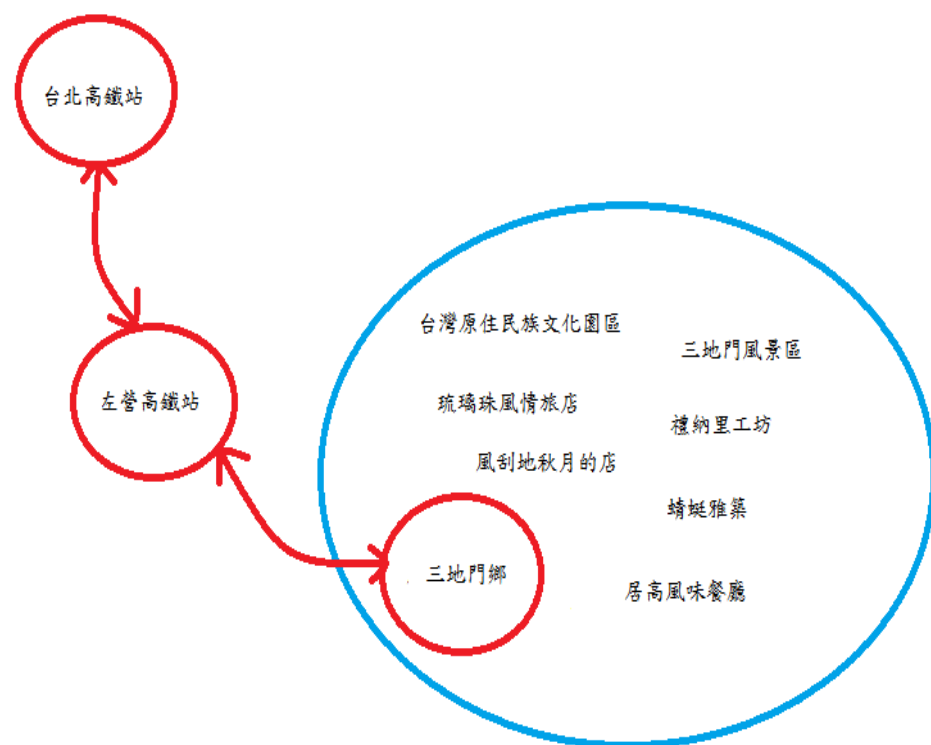 台北高鐵站
台灣原住民族文化園區
三地門風景區
左營高鐵站
琉璃珠風情旅店
禮納里工坊
風刮地秋月的店
蜻蜓雅築
三地門鄉
居高風味餐廳